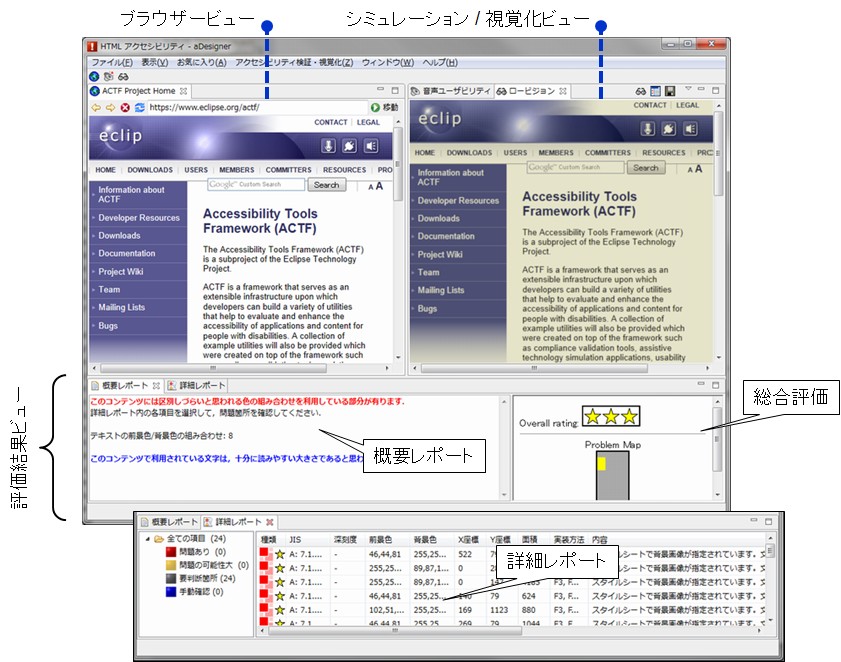 ブラウザービュー
シミュレーション / 視覚化ビュー
HTML アクセシビリティ - aDesigner
ファイル(F) 表示(V) お気に入り(A) アクセシビリティ検証・視覚化(Z) ウィンドウ(W) ヘルプ(H)
ACTF Project Home
https://www.eclipse.org/actf/ 移動
CONTACT | LEGAL
eclip
HOME DOWNLOADS USERS MEMBERS COMMITTERS RESOURCES PRO
Google™ Custom Search Search A A
Information about
ACTF
Developer Resources
Downloads
Documentation
Project Wiki
Team
Mailing Lists
Bugs
Accessibility Tools
Framework (ACTF)
The Accessibility Tools Framework (ACTF)
is a subproject of the Eclipse Technology
Project.
ACTF is a framework that serves as an
extensible infrastructure upon which
developers can build a variety of utilities
that help to evaluate and enhance the
accessibility of applications and content for
people with disabilities. A collection of
example utilities will also be provided which
were created on top of the framework such
音声ユーザビリティ ロービジョン
CONTACT | LEGAL
eclip
HOME DOWNLOADS USERS MEMBERS COMMITTERS RESOURCES PRC
Google™ Custom Search Search A A
Information about
ACTF
Developer Resources
Downloads
Documentation
Project Wiki
Team
Mailing Lists
Bugs
Accessibility Tools
Framework (ACTF)
The Accessibility Tools Framework (ACTF)
is a subproject of the Eclipse Technology
Project.
ACTF is a framework that serves as an
extensible infrastructure upon which
developers can build a variety of utilities
that help to evaluate and enhance the
accessibility of applications and content for
people with disabilities. A collection of
example utilities will also be provided which
were created on top of the framework such
as compliance validation tools, assistive
technology simulation applications, usability
評価結果ビュー
概要レポート 詳細レポート
このコンテンツには区別しづらいと思われる色の組み合わせを利用している部分が有ります.
詳細レポート内の各項目を選択して, 問題箇所を確認してください.
テキストの前景色/背景色の組み合わせ: 8
このコンテンツで利用されている文字は, 十分に読みやすい大きさであると思わ
概要レポート
Overall rating:
Problem Map
総合評価
概要レポート 詳細レポート
全ての項目 (24)
問題あり (0)
問題の可能性大 (0)
要判断箇所 (24)
手動確認 (0)
種類 JIS 深刻度 前景色 背景色 X座標 Y座標 面積 実装方法 内容
A: 7.1.... - 46,44,81 255,25... 522 スタイルシートで背景画像が指定されています。
A: 7.1.... - 255,25... 89,87,1... 0 スタイルシートで背景画像が指定されています。
A: 7.1.... - 255,25... 89,87,1... 0 F3, F... スタイルシートで背景画像が指定されています。
A: 7.1.... - 46,44,81 255,25... 140 79 624 F3, F... スタイルシートで背景画像が指定されています。
A: 7.1.... - 102,51,... 255,25... 169 1123 880 F3, F... スタイルシートで背景画像が指定されています。
A: 7.1.... - 46,44,81 255,25... 269 79 1044 F3, F... スタイルシートで背景画像が指定されています。
詳細レポート